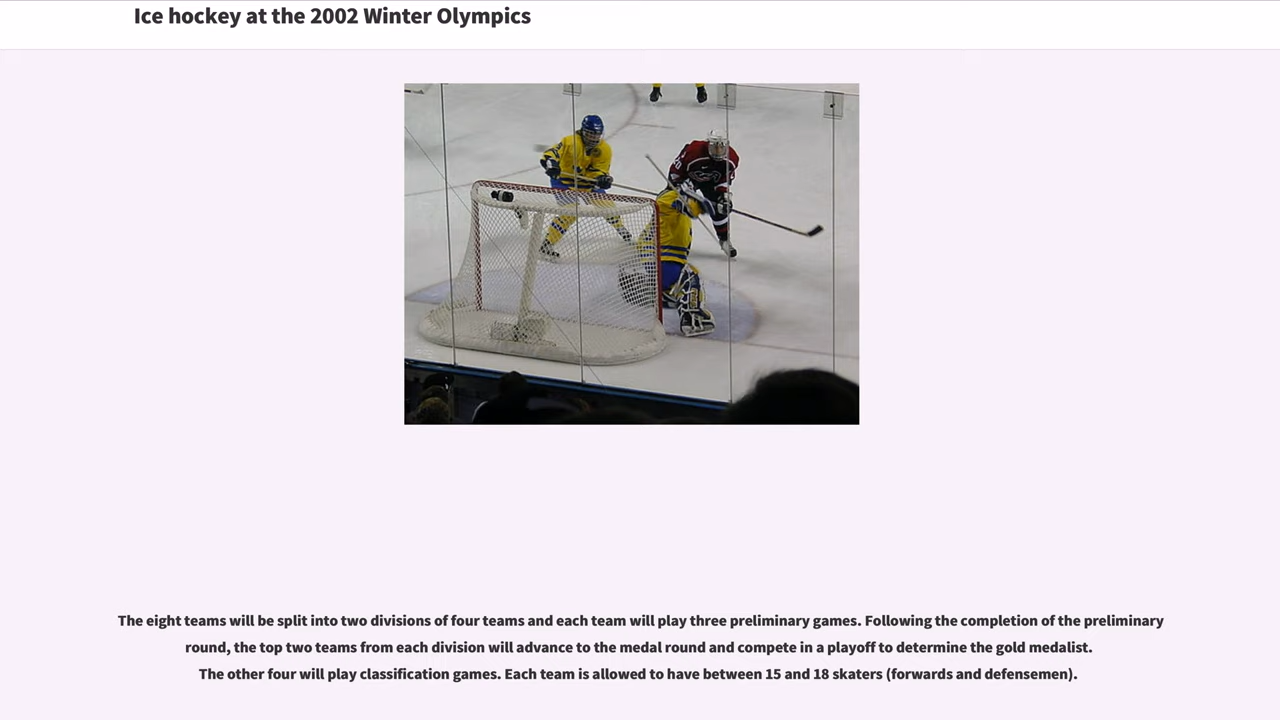 Ice hockey at the 2002 Winter Olympics
The eight teams will be split into two divisions of four teams and each team will play three preliminary games. Following the completion of the preliminary
round, the top two teams from each division will advance to the medal round and compete in a playoff to determine the gold medalist.
The other four will play classification games. Each team is allowed to have between 15 and 18 skaters (forwards and defensemen).